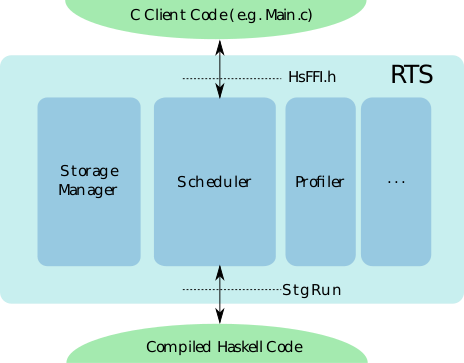 C Client Code (e.g. Main.c)
HsFFI.h
RTS
Storage
Manager
Scheduler
Profiler
...
StgRun
Compiled Haskell Code